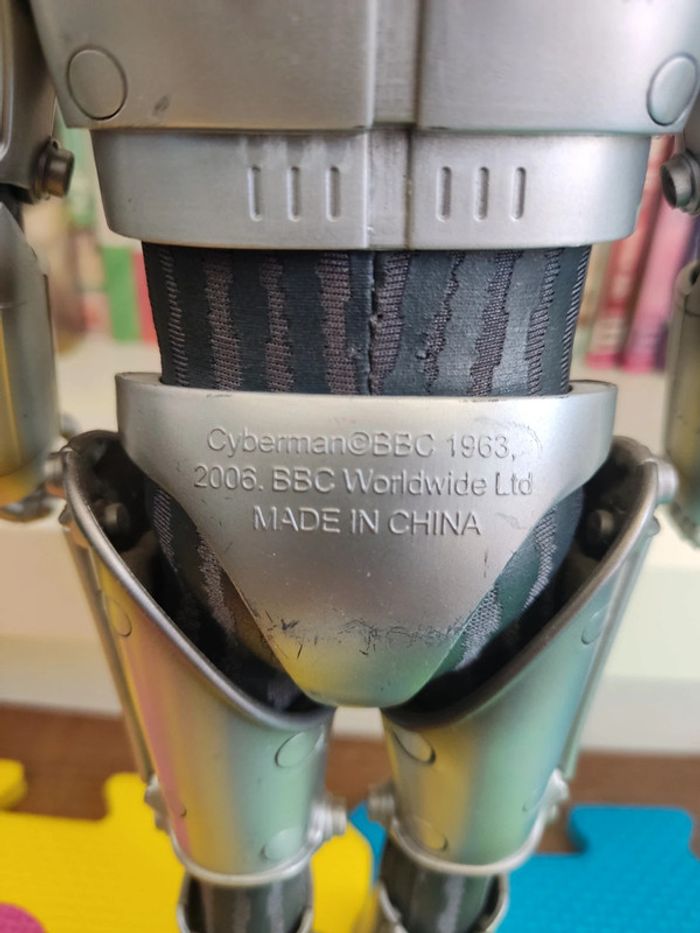 Cyberman©BBC 1963,
2006. BBC Worldwide Ltd
MADE IN CHINA